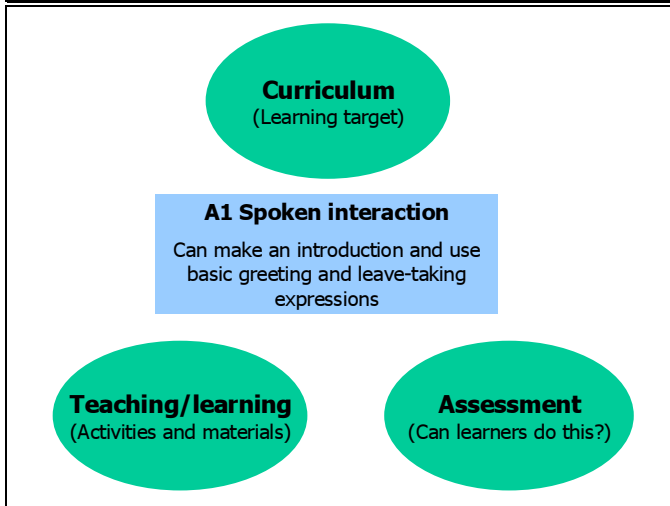 Curriculum
(Learning target)
A1 Spoken interaction
Can make an introduction and use
basic greeting and leave-taking
expressions
Teaching/learning
(Activities and materials)
Assessment
(Can learners do this?)